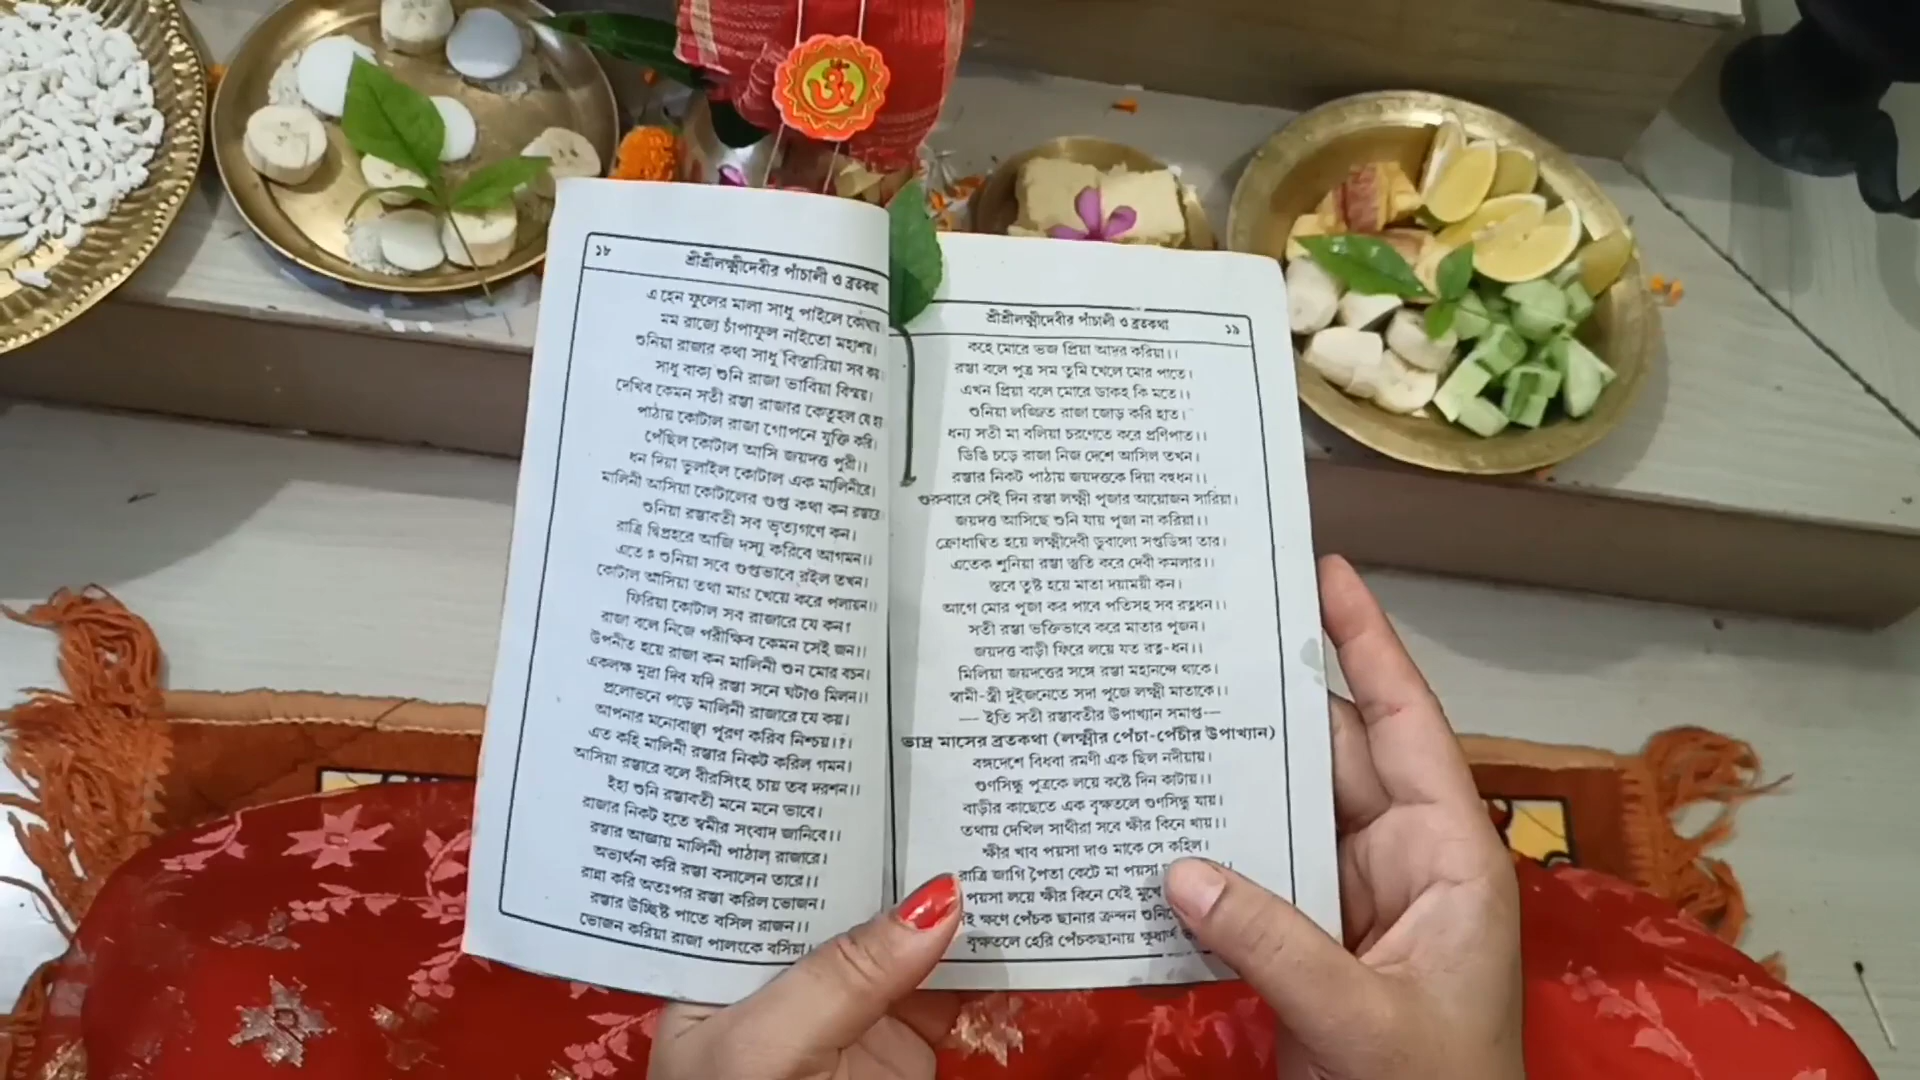 ॐ
১৮
শ্রীশ্রীলক্ষ্মীদেবীর পাঁচালী ও ব্রতকথা
এ হেন ফুলের মালা সাধু পাইলে কোথায়।
মম রাজ্যে চাঁপাফুল নাইতো মহাশয়।
শুনিয়া রাজার কথা সাধু বিস্তারিয়া সব কয়
সাধু বাক্য শুনি রাজা ভাবিয়া বিস্ময়।
দেখিব কেমন সতী রম্ভা রাজার কেতুহল যে হয়
পাঠায় কোটাল রাজা গোপনে যুক্তি করি।
পৌঁছিল কোটাল আসি জয়দত্ত পুরী।।
ধন দিয়া ভুলাইল কোটাল এক মালিনীরে।
মালিনী আসিয়া কোটালের গুপ্ত কথা কন রম্ভারে
শুনিয়া রম্ভাবতী সব ভৃত্যগণে কন।
রাত্রি দ্বিপ্রহরে আজি দস্যু করিবে আগমন।।
এতেক শুনিয়া সবে গুপ্তভাবে রইল তখন।
কোটাল আসিয়া তথা মার খেয়ে করে পলায়ন।।
ফিরিয়া কোটাল সব রাজারে যে কন।
রাজা বলে নিজে পরীক্ষিব কেমন সেই জন।।
উপনীত হয়ে রাজা কন মালিনী শুন মোর বচন।
একলক্ষ মুদ্রা দিব যদি রম্ভা সনে ঘটাও মিলন।।
প্রলোভনে পড়ে মালিনী রাজারে যে কয়।
আপনার মনোবাঞ্ছা পূরণ করিব নিশ্চয়।।
এত কহি মালিনী রম্ভার নিকট করিল গমন।
আসিয়া রম্ভারে বলে বীরসিংহ চায় তব দরশন।।
ইহা শুনি রম্ভাবতী মনে মনে ভাবে।
রাজার নিকট হতে স্বমীর সংবাদ জানিবে।।
রম্ভার আজ্ঞায় মালিনী পাঠাল রাজারে।
অভ্যর্থনা করি রম্ভা বসালেন তারে।।
রান্না করি অতঃপর রম্ভা করিল ভোজন।
রম্ভার উচ্ছিষ্ট পাতে বসিল রাজন।।
ভোজন করিয়া রাজা পালংকে বসিয়া।
শ্রীশ্রীলক্ষ্মীদেবীর পাঁচালী ও ব্রতকথা
১৯
কহে মোরে ভজ প্রিয়া আদর করিয়া।।
রম্ভা বলে পুত্র সম তুমি খেলে মোর পাতে।
এখন প্রিয়া বলে মোরে ডাকহ কি মতে।।
শুনিয়া লজ্জিত রাজা জোড় করি হাত।
ধন্য সতী মা বলিয়া চরণেতে করে প্রণিপাত।।
ডিঙি চড়ে রাজা নিজ দেশে আসিল তখন।
রম্ভার নিকট পাঠায় জয়দত্তকে দিয়া বহুধন।।
গুরুবারে সেই দিন রম্ভা লক্ষ্মী পূজার আয়োজন সারিয়া।
জয়দত্ত আসিছে শুনি যায় পূজা না করিয়া।।
ক্রোধান্বিত হয়ে লক্ষ্মীদেবী ডুবালো সপ্তডিঙ্গা তার।
এতেক শুনিয়া রম্ভা স্তুতি করে দেবী কমলার।।
স্তবে তুষ্ট হয়ে মাতা দয়াময়ী কন।
আগে মোর পূজা কর পাবে পতিসহ সব রত্নধন।।
সতী রম্ভা ভক্তিভাবে করে মাতার পূজন।
জয়দত্ত বাড়ী ফিরে লয়ে যত রত্ন-ধন।।
মিলিয়া জয়দত্তের সঙ্গে রম্ভা মহানন্দে থাকে।
স্বামী-স্ত্রী দুইজনেতে সদা পূজে লক্ষ্মী মাতাকে।।
— ইতি সতী রম্ভাবতীর উপাখ্যান সমাপ্ত—
ভাদ্র মাসের ব্রতকথা (লক্ষ্মীর পেঁচা-পেঁচীর উপাখ্যান)
বঙ্গদেশে বিধবা রমণী এক ছিল নদীয়ায়।
গুণসিন্ধু পুত্রকে লয়ে কষ্টে দিন কাটায়।।
বাড়ীর কাছেতে এক বৃক্ষতলে গুণসিন্ধু যায়।
তথায় দেখিল সাথীরা সবে ক্ষীর কিনে খায়।।
ক্ষীর খাব পয়সা দাও মাকে সে কহিল।
রাত্রি জাগি পৈতা কেটে মা পয়সা
পয়সা লয়ে ক্ষীর কিনে যেই মুখে
ক্ষণে পেঁচক ছানার ক্রন্দন
বৃক্ষতলে হেরি পেঁচকছানায় ক্ষুধার্ত